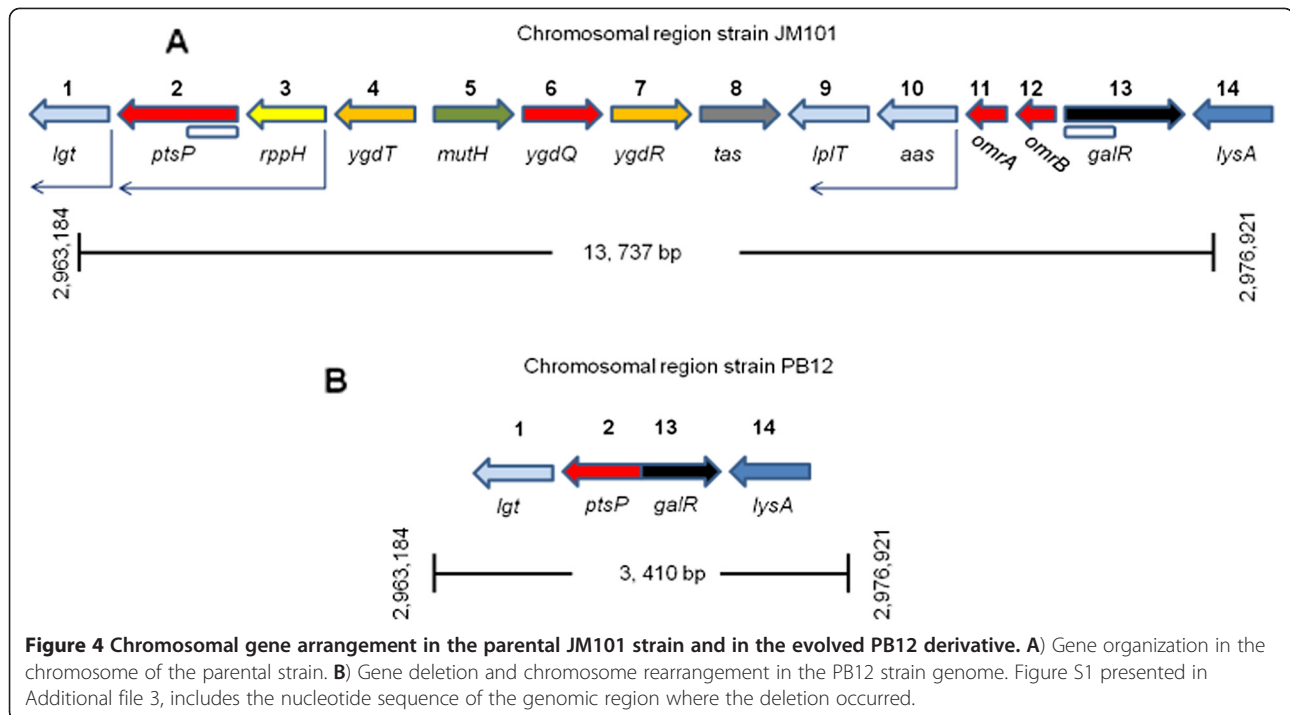 Chromosomal region strain JM101
A
1 2 3 4 5 6 7 8 9 10 11 12 13 14
lgt ptsP rppH ygdT mutH ygdQ ygdR tas lplT aas omrA omrB galR lysA
2,963,184
13, 737 bp
2,976,921
Chromosomal region strain PB12
B
1 2 13 14
lgt ptsP galR lysA
2,963,184
3, 410 bp
2,976,921
Figure 4 Chromosomal gene arrangement in the parental JM101 strain and in the evolved PB12 derivative. A) Gene organization in the
chromosome of the parental strain. B) Gene deletion and chromosome rearrangement in the PB12 strain genome. Figure S1 presented in
Additional file 3, includes the nucleotide sequence of the genomic region where the deletion occurred.